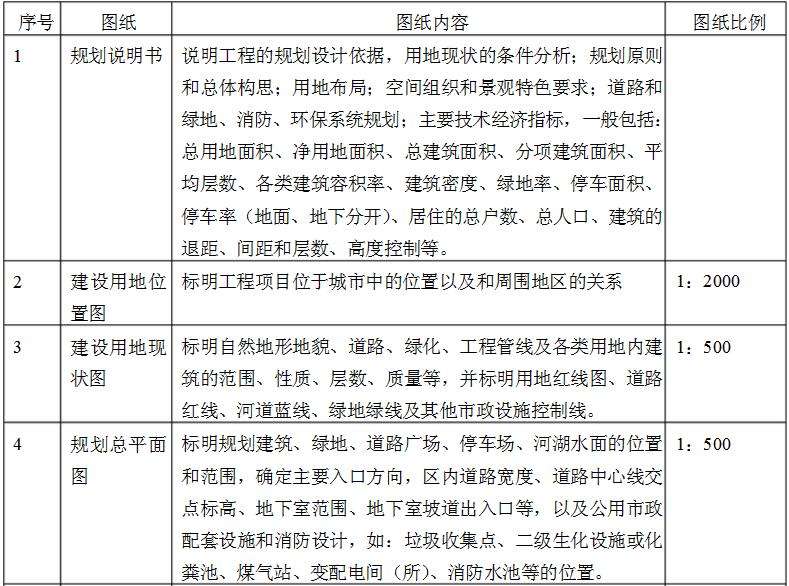 序号 图纸 图纸内容 图纸比例
1 规划说明书 说明工程的规划设计依据，用地现状的条件分析；规划原则
和总体构思；用地布局；空间组织和景观特色要求；道路和
绿地、消防、环保系统规划；主要技术经济指标，一般包括：
总用地面积、净用地面积、总建筑面积、分项建筑面积、平
均层数、各类建筑容积率、建筑密度、绿地率、停车面积、
停车率（地面、地下分开）、居住的总户数、总人口、建筑的
退距、间距和层数、高度控制等。
2 建设用地位 标明工程项目位于城市中的位置以及和周围地区的关系 1：2000
置图
3 建设用地现 标明自然地形地貌、道路、绿化、工程管线及各类用地内建 1：500
状图 筑的范围、性质、层数、质量等，并标明用地红线图、道路
红线、河道蓝线、绿地绿线及其他市政设施控制线。
4 规划总平面 标明规划建筑、绿地、道路广场、停车场、河湖水面的位置 1：500
图 和范围，确定主要入口方向，区内道路宽度、道路中心线交
点标高、地下室范围、地下室坡道出入口等，以及公用市政
配套设施和消防设计，如：垃圾收集点、二级生化设施或化
粪池、煤气站、变配电间（所）、消防水池等的位置。